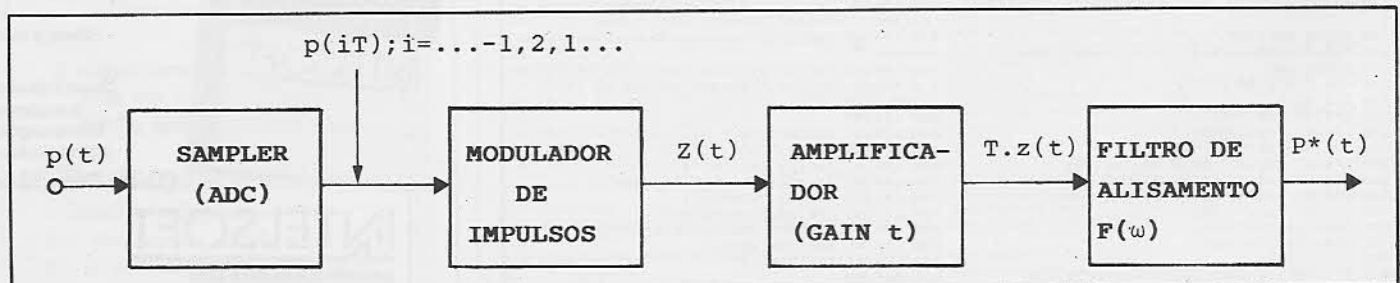 p(iT);i=...-1,2,1...
p(t)
SAMPLER
(ADC)
MODULADOR
DE
IMPULSOS
Z(t)
AMPLIFICA-
DOR
(GAIN t)
T.z(t)
FILTRO DE
ALISAMENTO
F(ω)
P*(t)